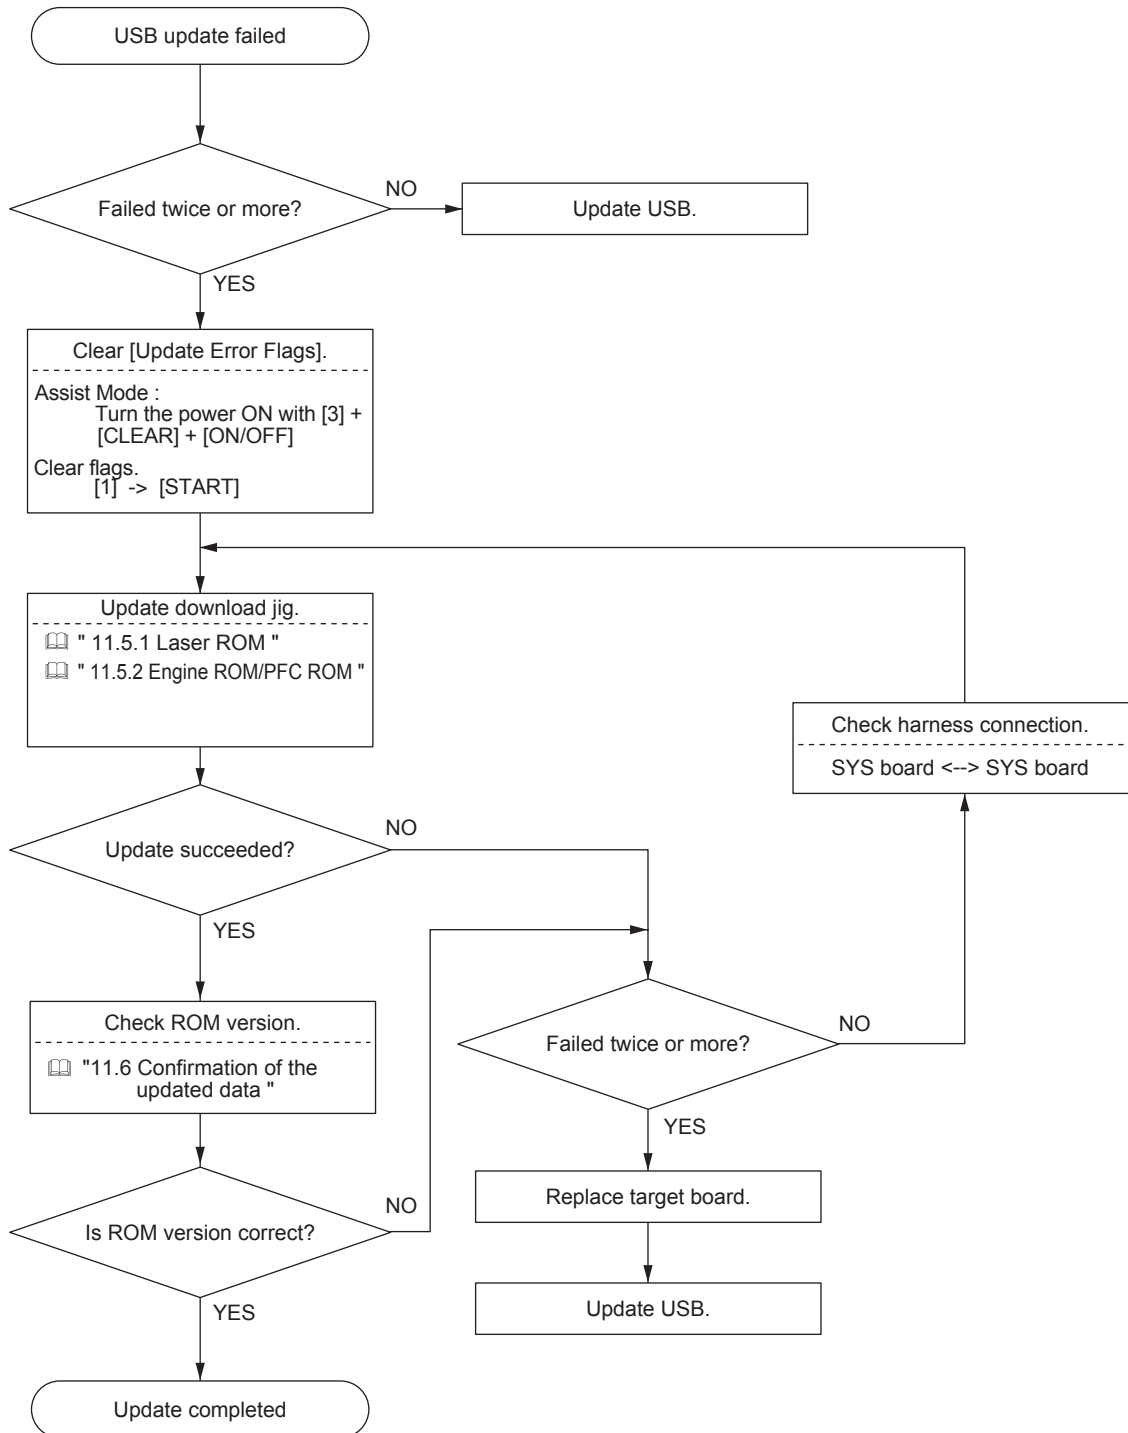 USB update failed
Failed twice or more?
NO
Update USB.
YES
Clear [Update Error Flags].
Assist Mode :
Turn the power ON with [3] +
[CLEAR] + [ON/OFF]
Clear flags.
[1] -> [START]
Update download jig.
" 11.5.1 Laser ROM "
" 11.5.2 Engine ROM/PFC ROM "
Check harness connection.
SYS board <--> SYS board
Update succeeded?
NO
YES
Check ROM version.
"11.6 Confirmation of the
updated data "
Failed twice or more?
NO
YES
Replace target board.
Is ROM version correct?
NO
YES
Update USB.
Update completed